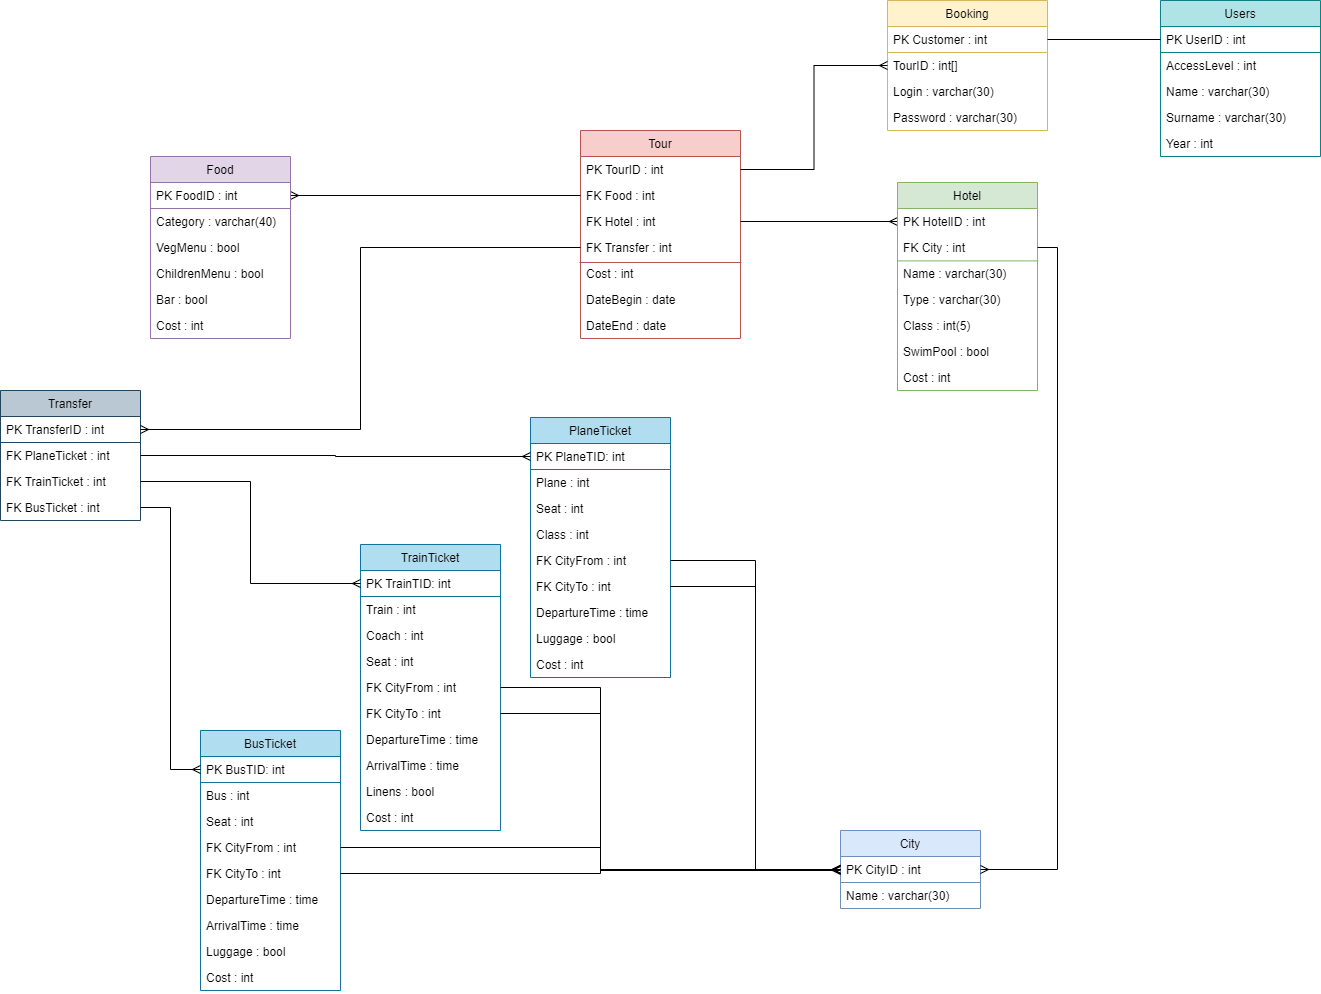 Booking
PK Customer : int
TourID : int[]
Login : varchar(30)
Password : varchar(30)
Users
PK UserID : int
AccessLevel : int
Name : varchar(30)
Surname : varchar(30)
Year : int
Food
PK FoodID : int
Category : varchar(40)
VegMenu : bool
ChildrenMenu : bool
Bar : bool
Cost : int
Tour
PK TourID : int
FK Food : int
FK Hotel : int
FK Transfer : int
Cost : int
DateBegin : date
DateEnd : date
Hotel
PK HotelID : int
FK City : int
Name : varchar(30)
Type : varchar(30)
Class : int(5)
SwimPool : bool
Cost : int
Transfer
PK TransferID : int
FK PlaneTicket : int
FK TrainTicket : int
FK BusTicket : int
PlaneTicket
PK PlaneTID: int
Plane : int
Seat : int
Class : int
FK CityFrom : int
FK CityTo : int
DepartureTime : time
Luggage : bool
Cost : int
TrainTicket
PK TrainTID: int
Train : int
Coach : int
Seat : int
FK CityFrom : int
FK CityTo : int
DepartureTime : time
ArrivalTime : time
Linens : bool
Cost : int
BusTicket
PK BusTID: int
Bus : int
Seat : int
FK CityFrom : int
FK CityTo : int
DepartureTime : time
ArrivalTime : time
Luggage : bool
Cost : int
City
PK CityID : int
Name : varchar(30)